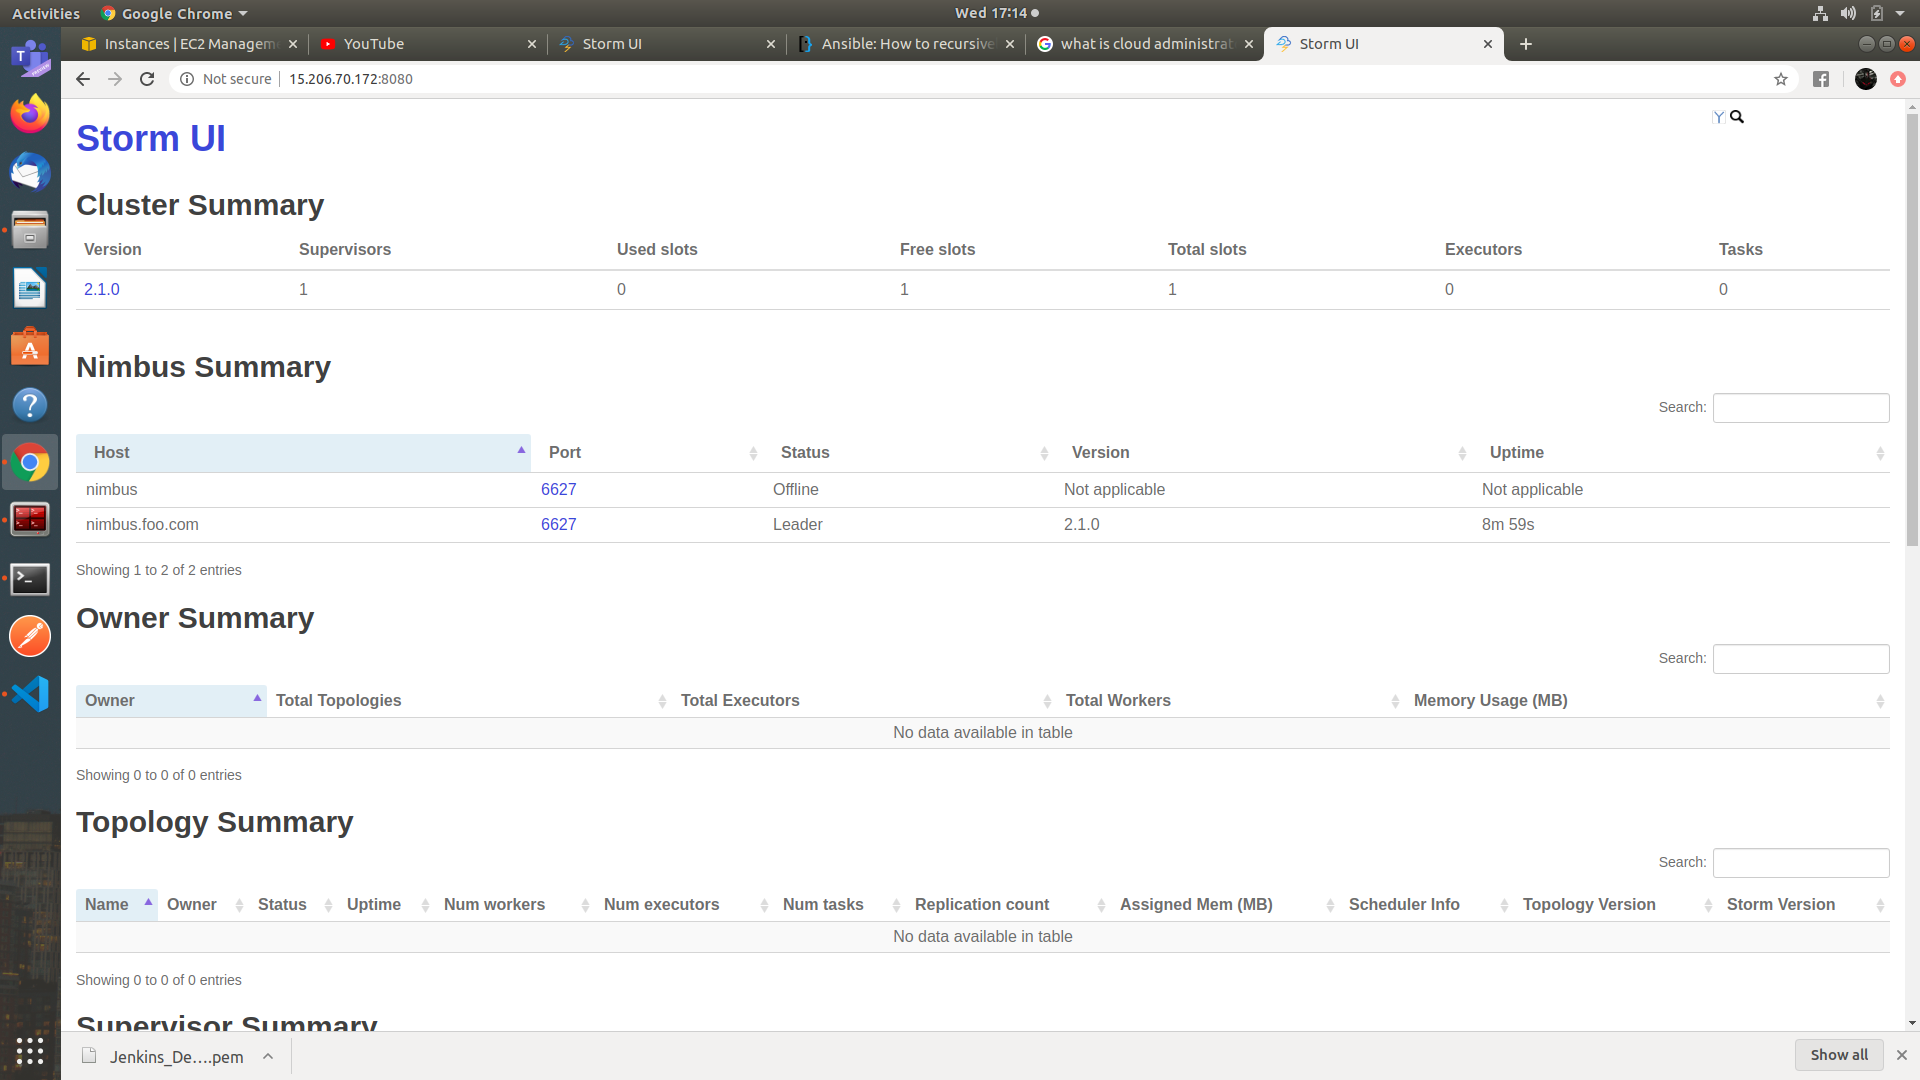 Activities Google Chrome Wed 17:14
Instances | EC2 Managem YouTube Storm UI Ansible: How to recursive what is cloud administrat Storm UI
Not secure 15.206.70.172:8080
Storm UI
Cluster Summary
Version Supervisors Used slots Free slots Total slots Executors Tasks
2.1.0 1 0 1 1 0 0
Nimbus Summary
Search:
Host Port Status Version Uptime
nimbus 6627 Offline Not applicable Not applicable
nimbus.foo.com 6627 Leader 2.1.0 8m 59s
Showing 1 to 2 of 2 entries
Owner Summary
Search:
Owner Total Topologies Total Executors Total Workers Memory Usage (MB)
No data available in table
Showing 0 to 0 of 0 entries
Topology Summary
Search:
Name Owner Status Uptime Num workers Num executors Num tasks Replication count Assigned Mem (MB) Scheduler Info Topology Version Storm Version
No data available in table
Showing 0 to 0 of 0 entries
Supervisor Summary
Jenkins_De....pem Show all